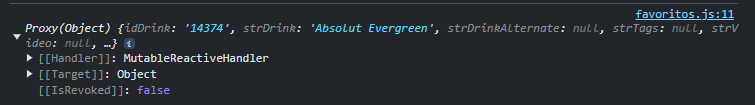 favoritos.js:11
Proxy(Object) {idDrink: '14374', strDrink: 'Absolut Evergreen', strDrinkAlternate: null, strTags: null, strV
ideo: null, …} i
[[Handler]]: MutableReactiveHandler
[[Target]]: Object
[[IsRevoked]]: false